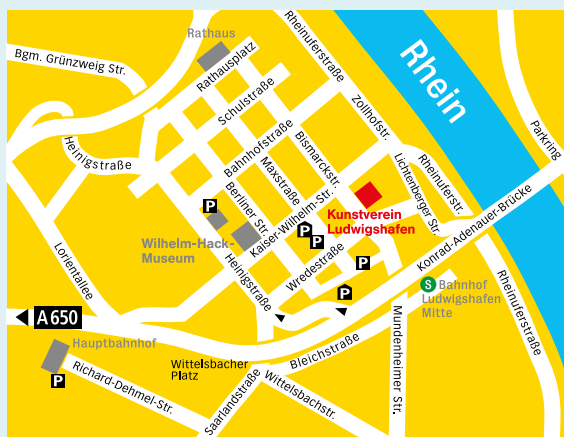 Rathaus
Rathausplatz
Bgm. Grünzweig Str.
Rheinuferstraße
Rhein
Schulstraße
Zollhofstr.
Parkring
Heinigstraße
Bahnhofstraße
Maxstraße
Bismarckstr.
Lichtenberger Str.
Rheinuferstr.
Berliner Str.
P
Kaiser-Wilhelm-Str.
Kunstverein
Ludwigshafen
Wilhelm-Hack-
Museum
P
P
P
P
Konrad-Adenauer-Brücke
Lorientallee
Heinigstraße
Wredestraße
S Bahnhof
Ludwigshafen
Mitte
Rheinuferstraße
A 650
Mundenheimer Str.
Hauptbahnhof
P
Wittelsbacher
Platz
Bleichstraße
Richard-Dehmel-Str.
Saarlandstraße
Wittelsbachstr.